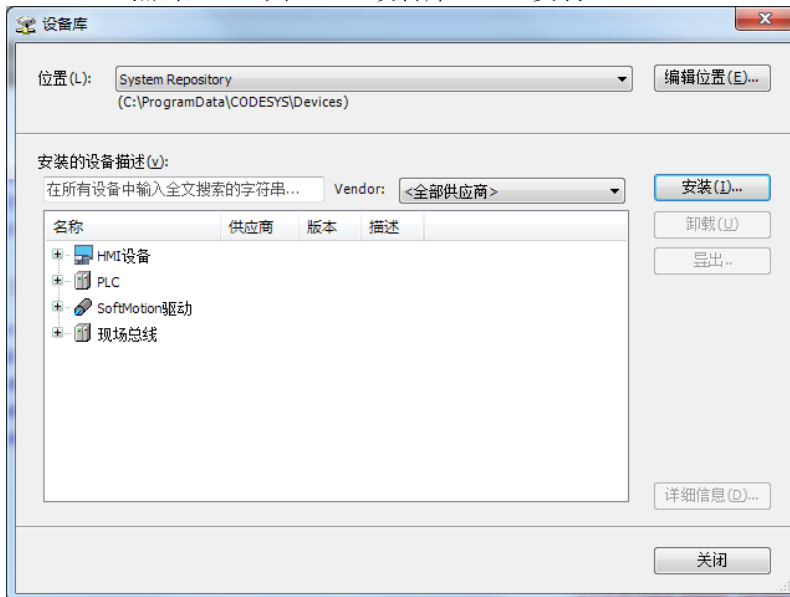 设备库
位置(L):
System Repository
编辑位置(E)...
(C:\ProgramData\CODESYS\Devices)
安装的设备描述(v):
在所有设备中输入全文搜索的字符串...
Vendor:
<全部供应商>
安装(I)...
名称 供应商 版本 描述
卸载(U)
HMI设备
导出..
PLC
SoftMotion驱动
现场总线
详细信息(D)...
关闭